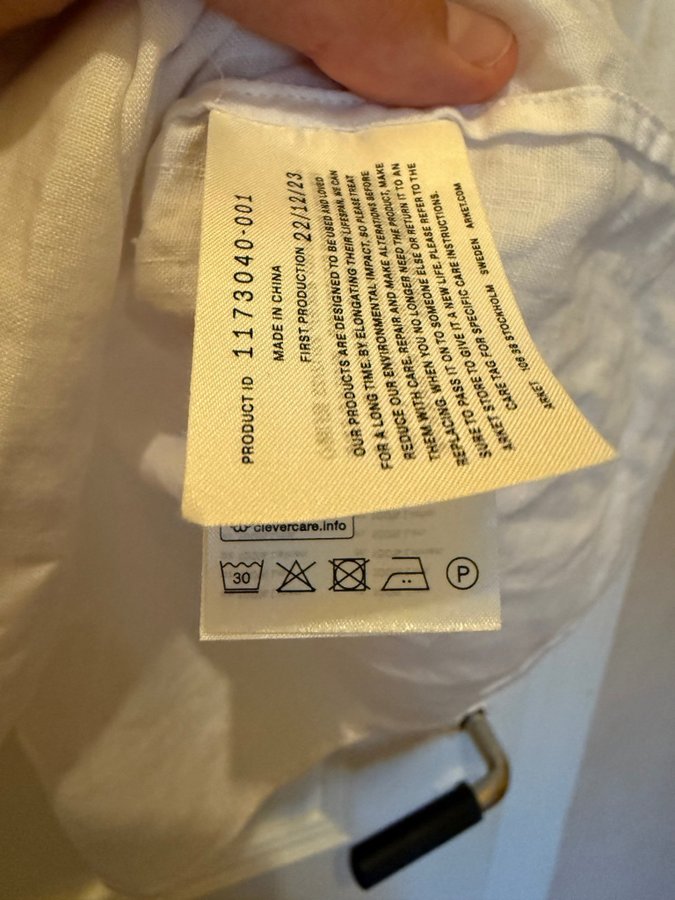 PRODUCT ID 1173040-001
MADE IN CHINA
FIRST PRODUCTION 22/12/23
OUR PRODUCTS ARE DESIGNED TO BE USED AND LOVED
FOR A LONG TIME. BY ELONGATING THEIR LIFESPAN, WE CAN
REDUCE OUR ENVIRONMENTAL IMPACT, SO PLEASE TREAT
THEM WITH CARE, REPAIR AND MAKE ALTERATIONS BEFORE
REPLACING. WHEN YOU NO LONGER NEED THE PRODUCT, MAKE
SURE TO PASS IT ON TO SOMEONE ELSE OR RETURN IT TO AN
ARKET STORE TO GIVE IT A NEW LIFE. PLEASE REFER TO THE
CARE TAG FOR SPECIFIC CARE INSTRUCTIONS.
ARKET 106 38 STOCKHOLM SWEDEN ARKET.COM
clevercare.info
30
P